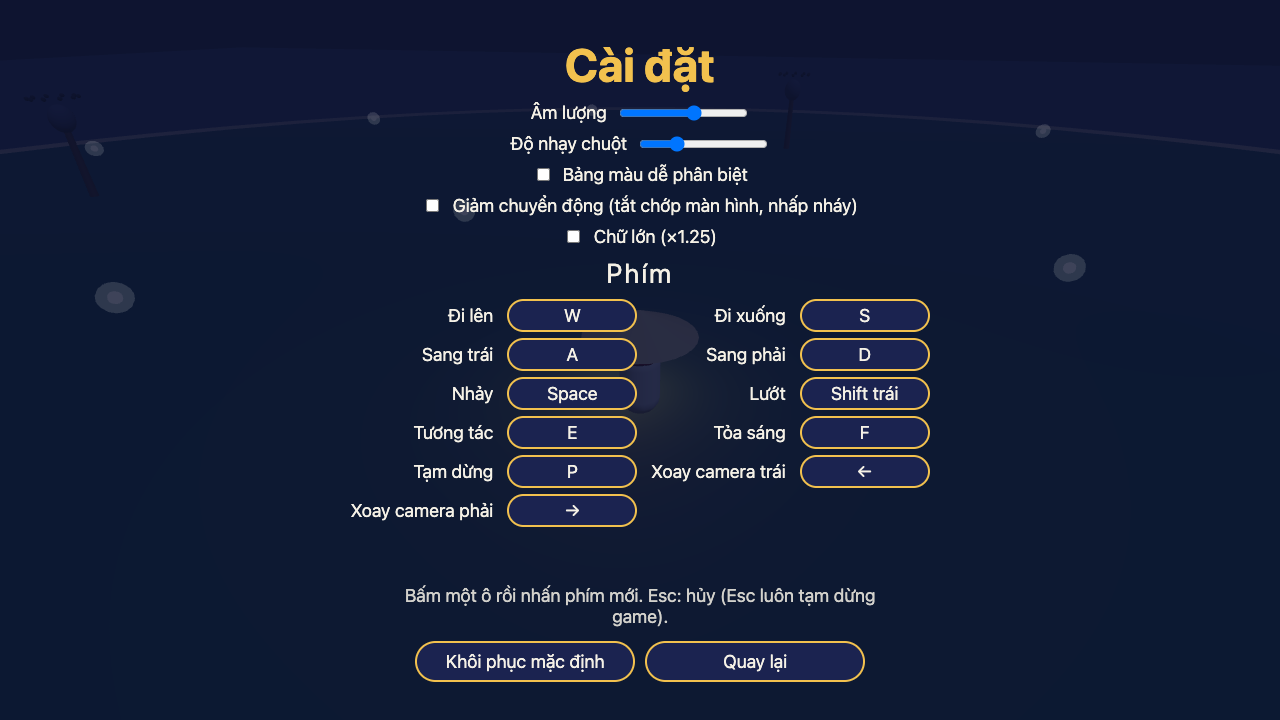 Cài đặt
Âm lượng
Độ nhạy chuột
Bảng màu dễ phân biệt
Giảm chuyển động (tắt chớp màn hình, nhấp nháy)
Chữ lớn (×1.25)
Phím
Đi lên W Đi xuống S
Sang trái A Sang phải D
Nhảy Space Lướt Shift trái
Tương tác E Tỏa sáng F
Tạm dừng P Xoay camera trái ←
Xoay camera phải →
Bấm một ô rồi nhấn phím mới. Esc: hủy (Esc luôn tạm dừng
game).
Khôi phục mặc định Quay lại